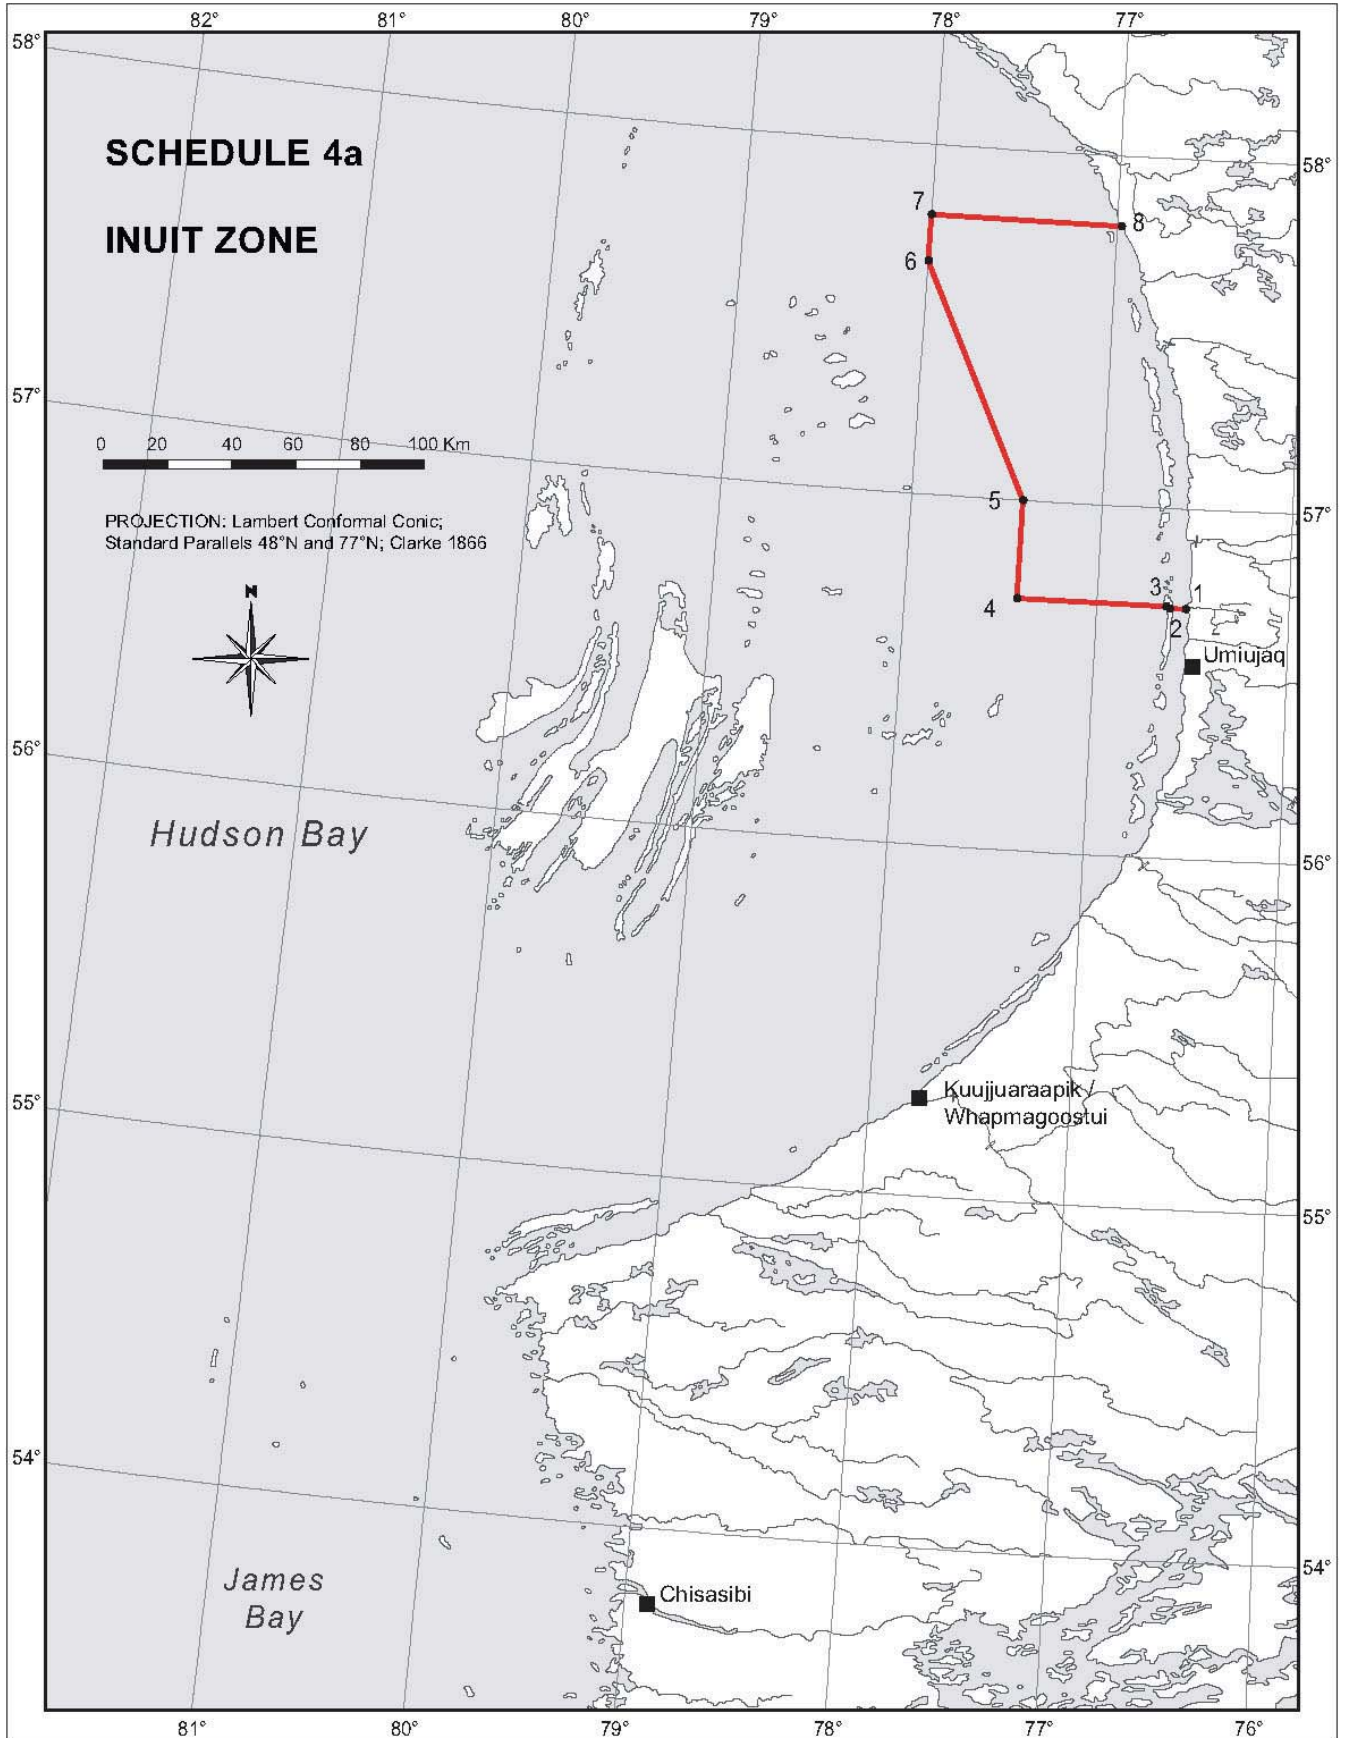 82° 81° 80° 79° 78° 77°
58°
SCHEDULE 4a
58°
INUIT ZONE
7
8
6
57°
0 20 40 60 80 100 Km
5
57°
PROJECTION: Lambert Conformal Conic;
Standard Parallels 48°N and 77°N; Clarke 1866
N
3 1
4
2
Umiujaq
56°
Hudson Bay
56°
55°
Kuujjuaraapik /
Whapmagoostui
55°
54°
54°
James
Bay
Chisasibi
81° 80° 79° 78° 77° 76°